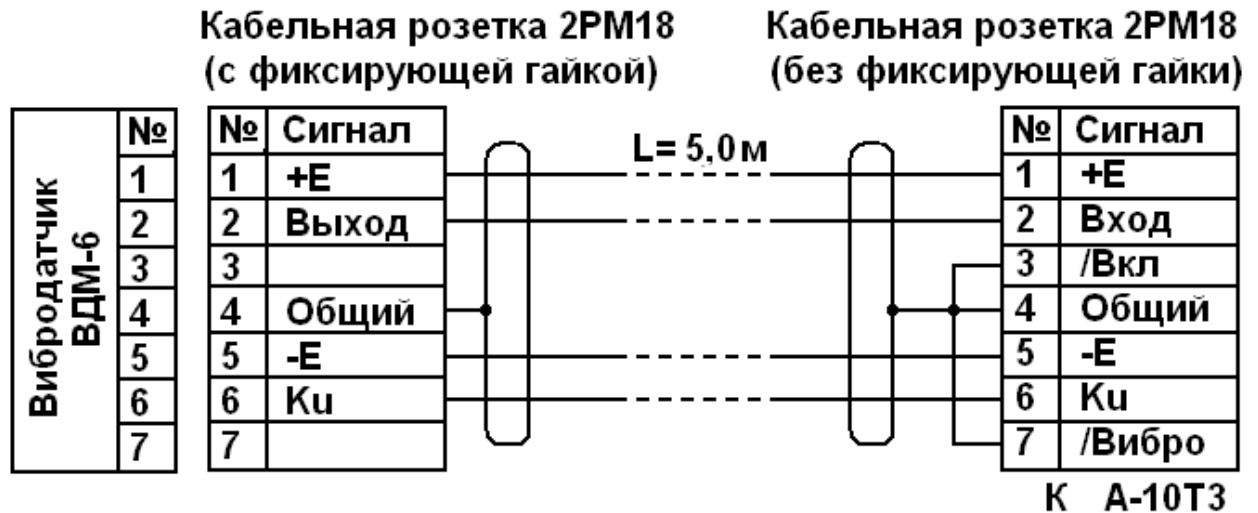 Кабельная розетка 2РМ18
(с фиксирующей гайкой)
Кабельная розетка 2РМ18
(без фиксирующей гайки)
Вибродатчик
ВДМ-6
№
1
2
3
4
5
6
7
№ Сигнал
1 +Е
2 Выход
3
4 Общий
5 -Е
6 Ku
7
L= 5,0 м
№ Сигнал
1 +Е
2 Вход
3 /Вкл
4 Общий
5 -Е
6 Ku
7 /Вибро
К А-10Т3